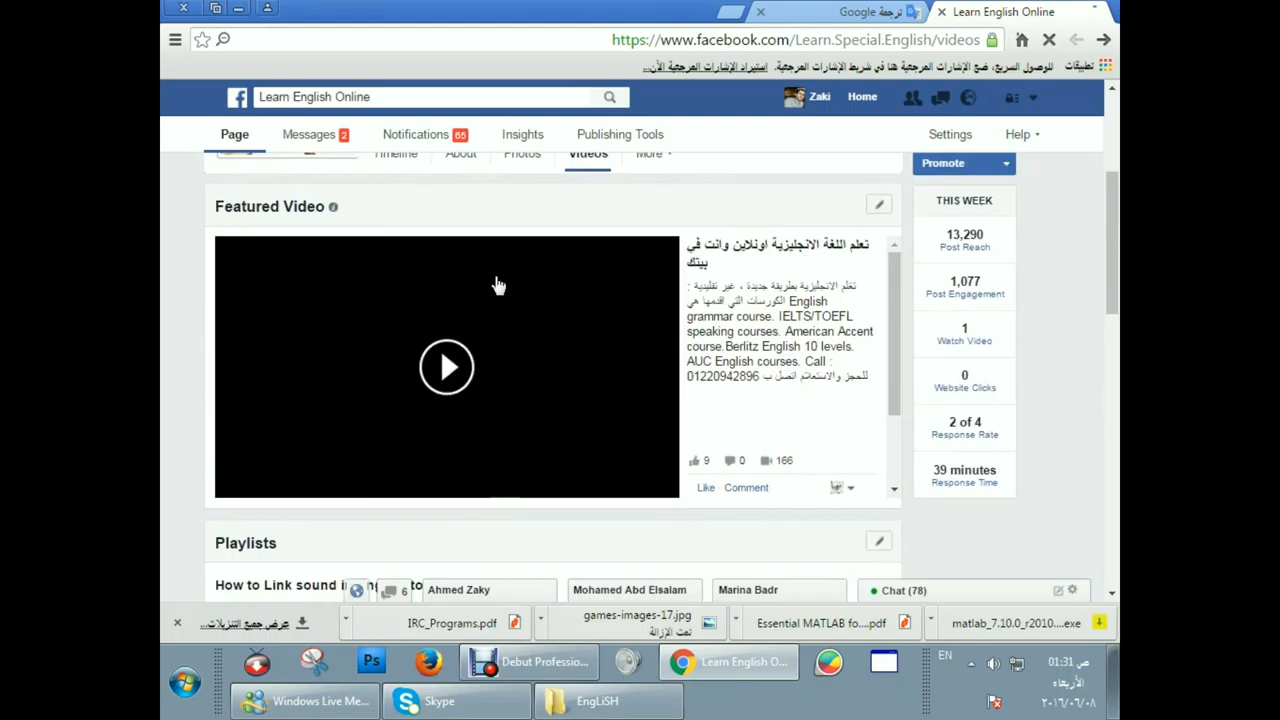 ترجمة Google
Learn English Online
https://www.facebook.com/Learn.Special.English/videos
تطبيقات
للوصول السريع، ضع الإشارات المرجعية هنا في شريط الإشارات المرجعية. استيراد الإشارات المرجعية الآن...
Learn English Online
Zaki
Home
Page
Messages 2
Notifications 65
Insights
Publishing Tools
Settings
Help
Timeline
About
Photos
Videos
More
Promote
Featured Video
THIS WEEK
13,290
Post Reach
1,077
Post Engagement
1
Watch Video
0
Website Clicks
2 of 4
Response Rate
39 minutes
Response Time
تعلم اللغة الانجليزية اونلاين وانت في
بيتك
تعلم الانجليزية بطريقة جديدة ، غير تقليدية :
الكورسات التي اقدمها هي English
grammar course. IELTS/TOEFL
speaking courses. American Accent
course.Berlitz English 10 levels.
AUC English courses. Call :
للحجز والاستعلام اتصل ب 01220942896
9
0
166
Like · Comment
Playlists
How to Link sound in
6
Ahmed Zaky
Mohamed Abd Elsalam
Marina Badr
Chat (78)
عرض جميع التنزيلات...
IRC_Programs.pdf
games-images-17.jpg
تمت الإزالة
Essential MATLAB fo....pdf
matlab_7.10.0_r2010....exe
Ps
Debut Professio...
Learn English O...
EN
01:31 ص
الأربعاء
٢٠١٦/٠٦/٠٨
Windows Live Me...
Skype
EngLiSH